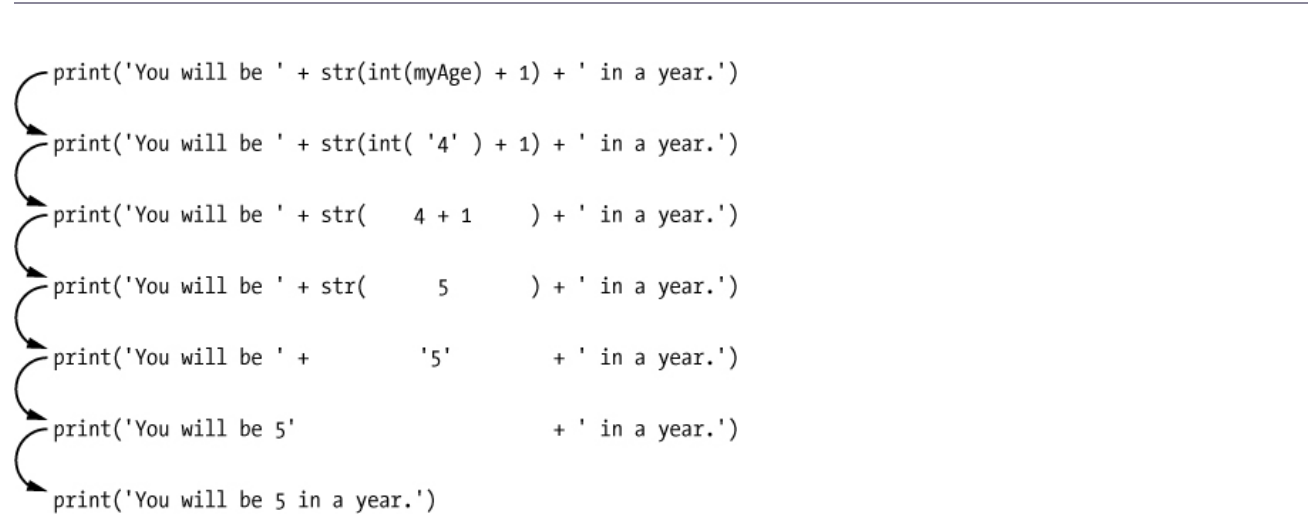 print('You will be ' + str(int(myAge) + 1) + ' in a year.')
print('You will be ' + str(int( '4' ) + 1) + ' in a year.')
print('You will be ' + str(    4 + 1     ) + ' in a year.')
print('You will be ' + str(      5       ) + ' in a year.')
print('You will be ' +         '5'         + ' in a year.')
print('You will be 5'                      + ' in a year.')
print('You will be 5 in a year.')